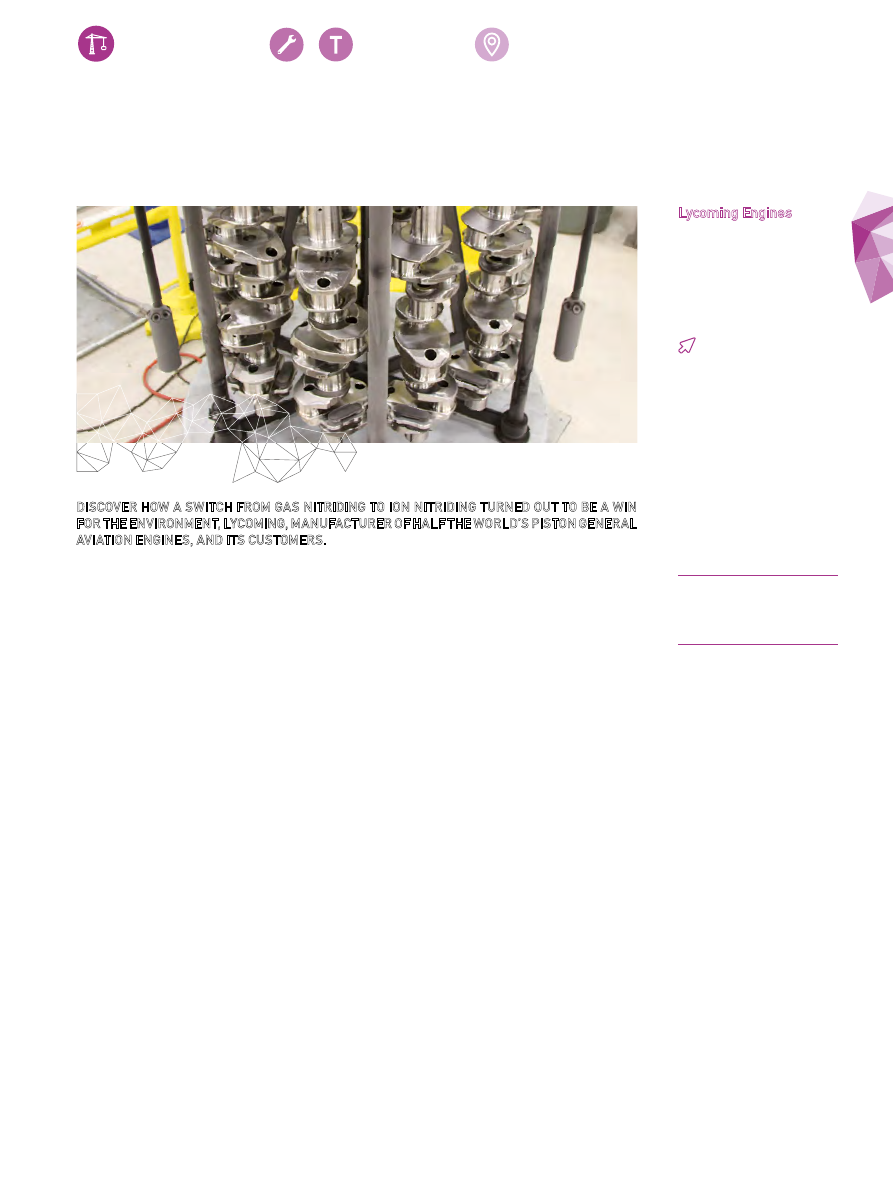 T
Lycoming Engines
DISCOVER HOW A SWITCH FROM GAS NITRIDING TO ION NITRIDING TURNED OUT TO BE A WIN
FOR THE ENVIRONMENT, LYCOMING, MANUFACTURER OF HALF THE WORLD'S PISTON GENERAL
AVIATION ENGINES, AND ITS CUSTOMERS.